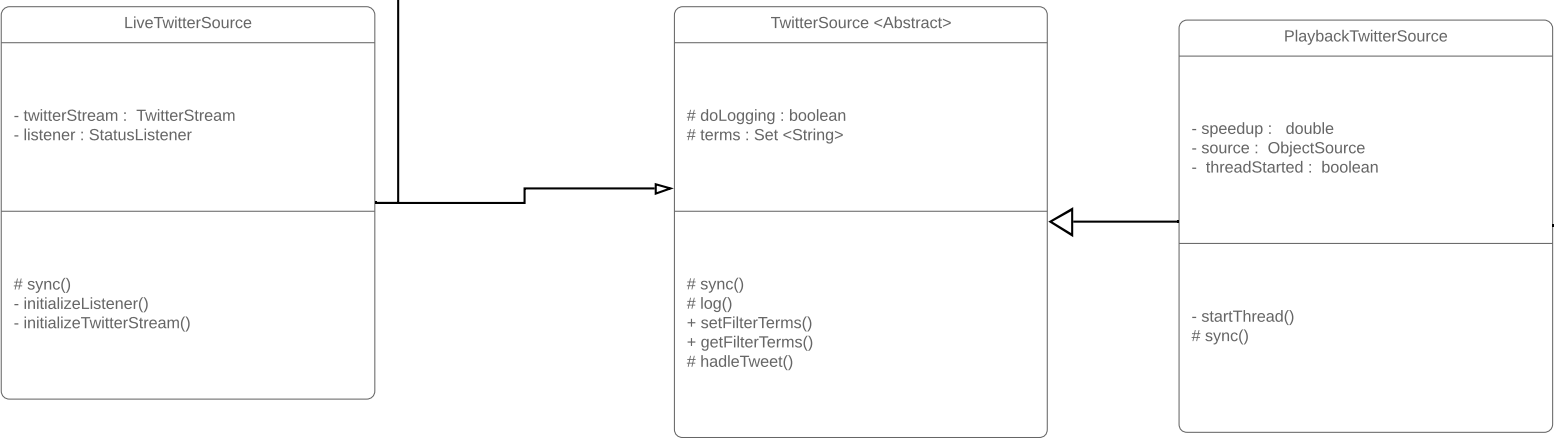 LiveTwitterSource
- twitterStream :  TwitterStream
- listener : StatusListener
# sync()
- initializeListener()
- initializeTwitterStream()
TwitterSource <Abstract>
# doLogging : boolean
# terms : Set <String>
# sync()
# log()
+ setFilterTerms()
+ getFilterTerms()
# hadleTweet()
PlaybackTwitterSource
- speedup :   double
- source :  ObjectSource
-  threadStarted :  boolean
- startThread()
# sync()